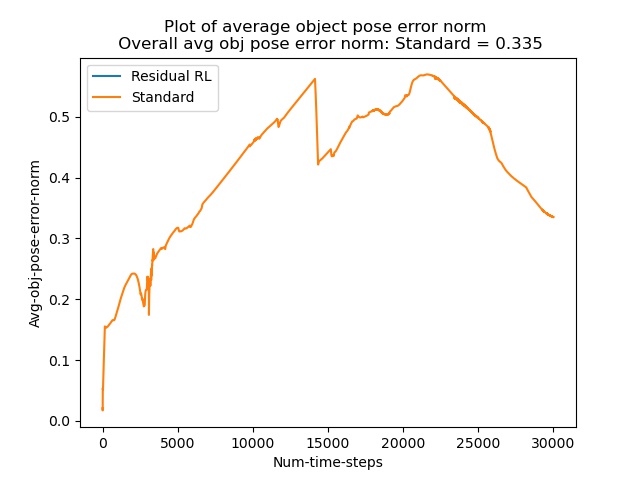 Plot of average object pose error norm
Overall avg obj pose error norm: Standard = 0.335
Residual RL
Standard
Avg-obj-pose-error-norm
0.5
0.4
0.3
0.2
0.1
0.0
0 5000 10000 15000 20000 25000 30000
Num-time-steps